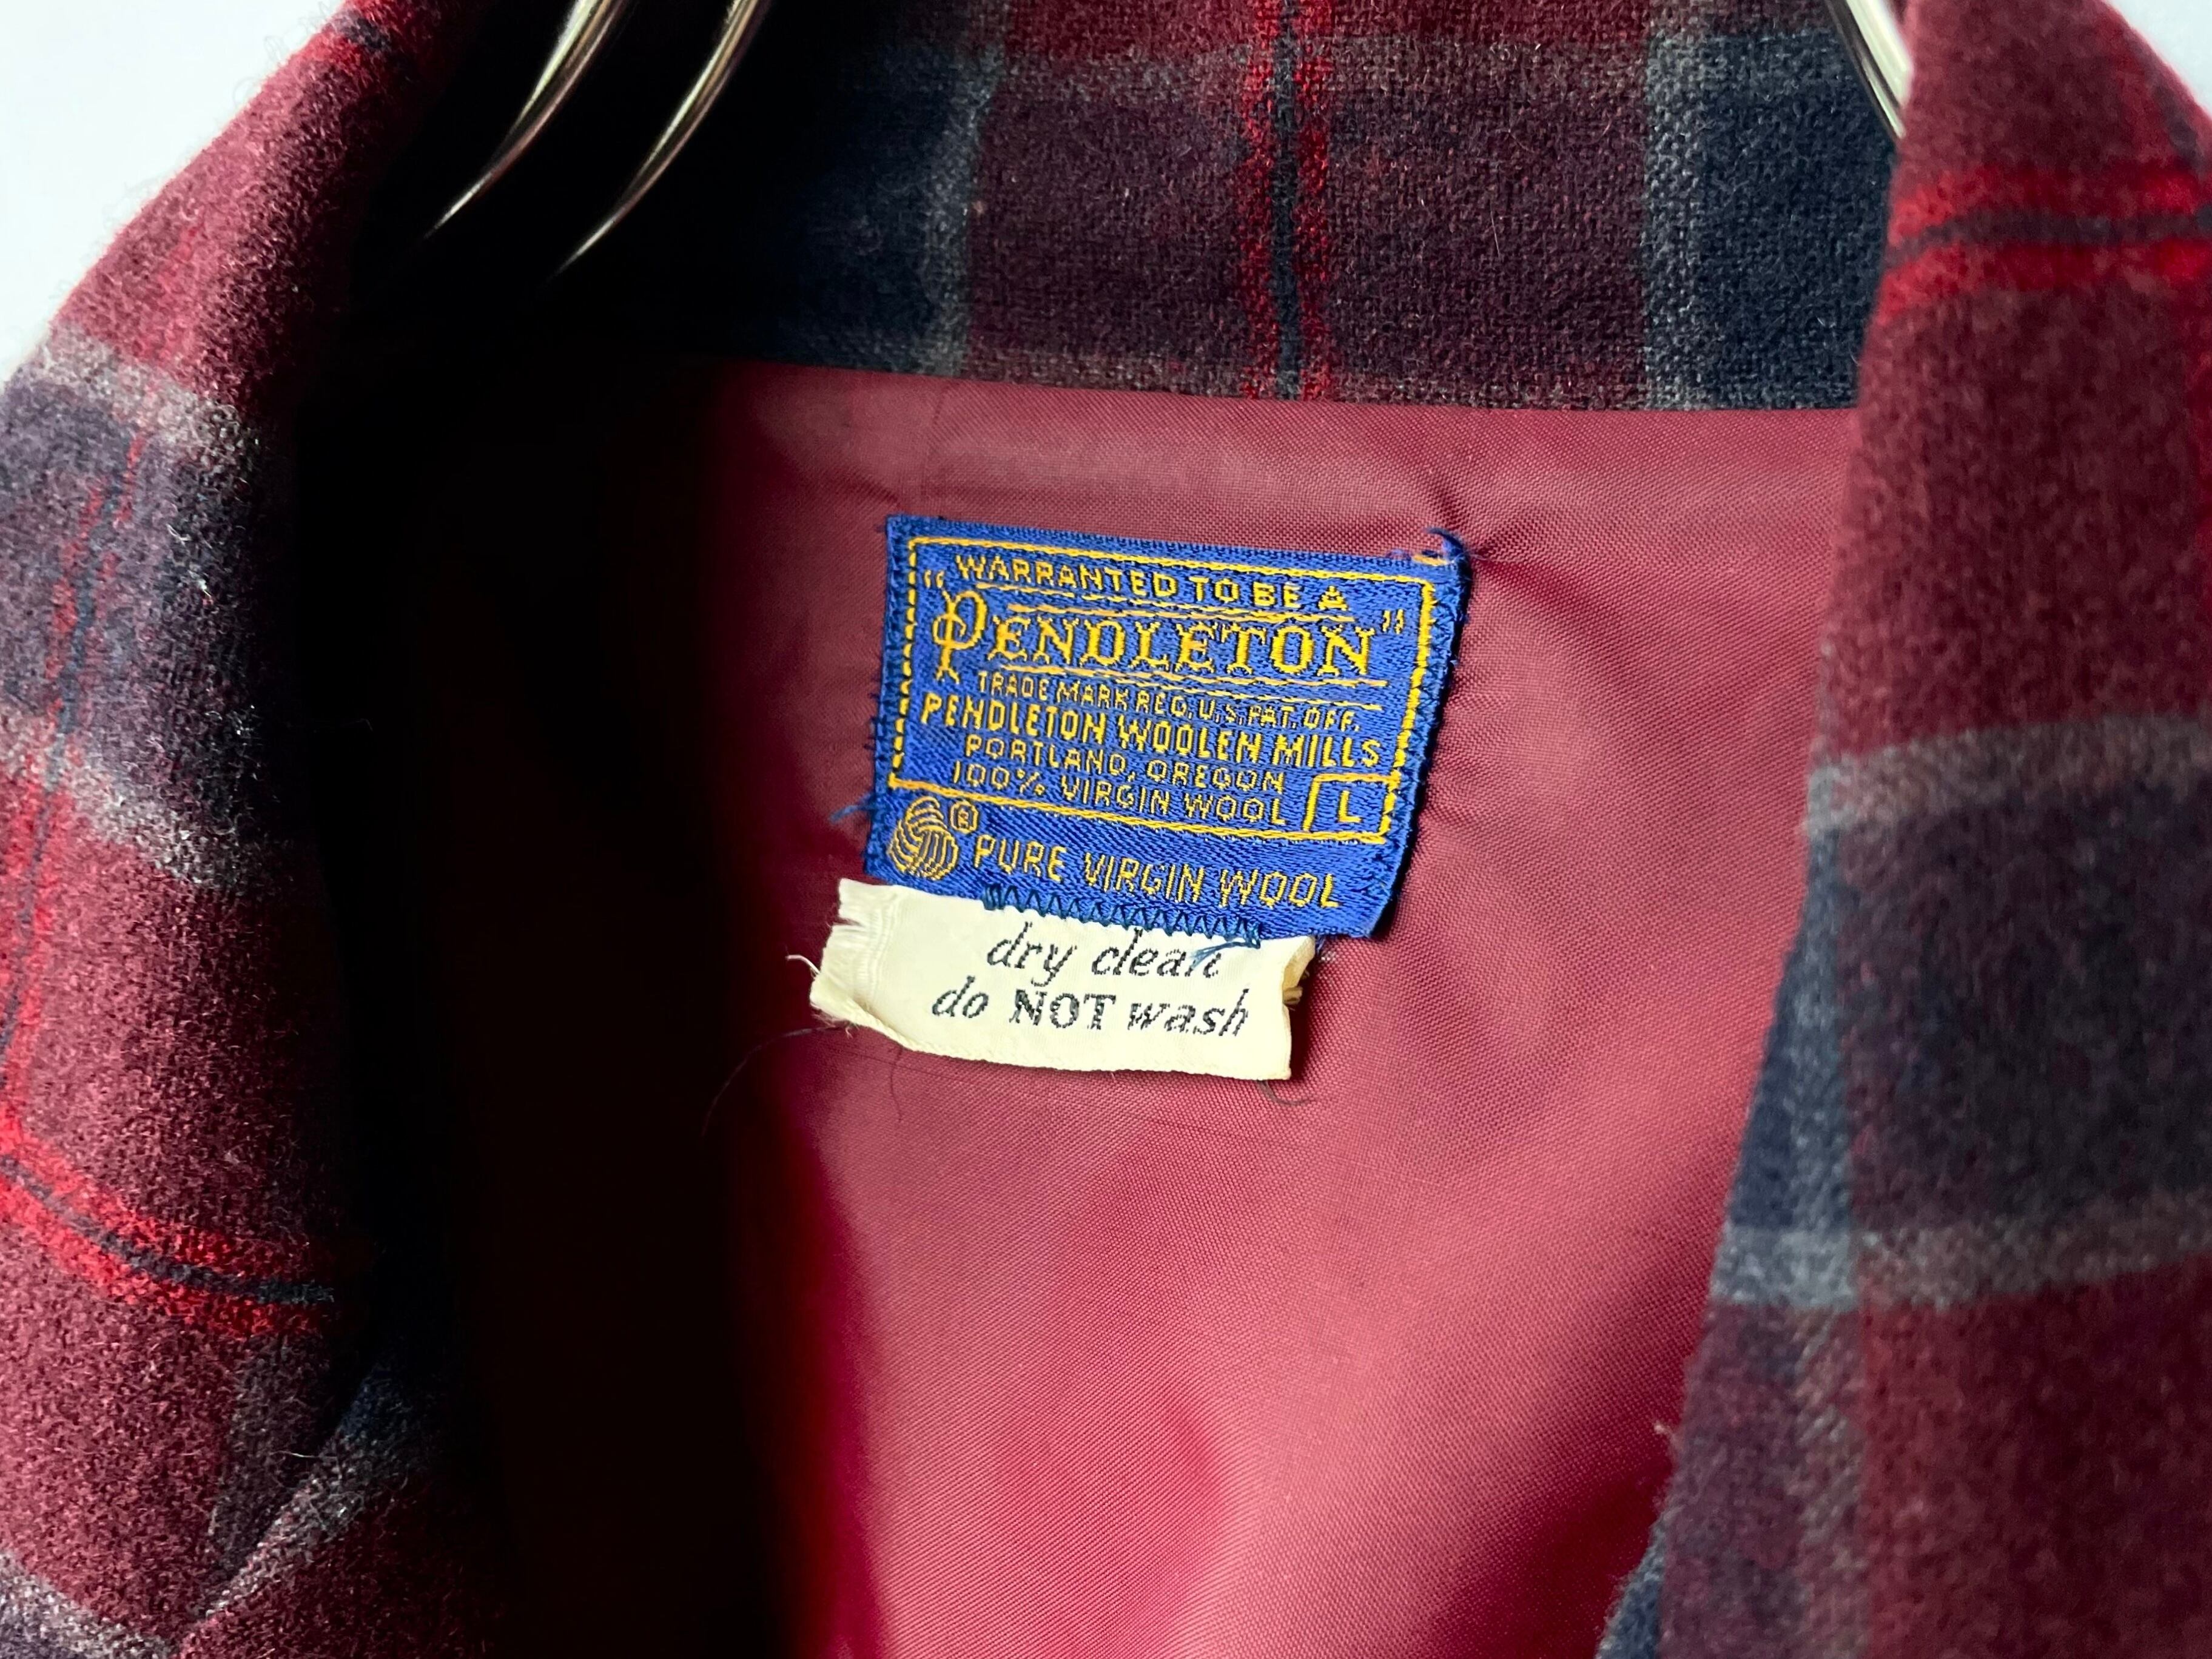 WARRANTED TO BE A
"PENDLETON"
TRADE MARK REG. U.S. PAT. OFF.
PENDLETON WOOLEN MILLS
PORTLAND, OREGON
100% VIRGIN WOOL L
® PURE VIRGIN WOOL
dry clean
do NOT wash